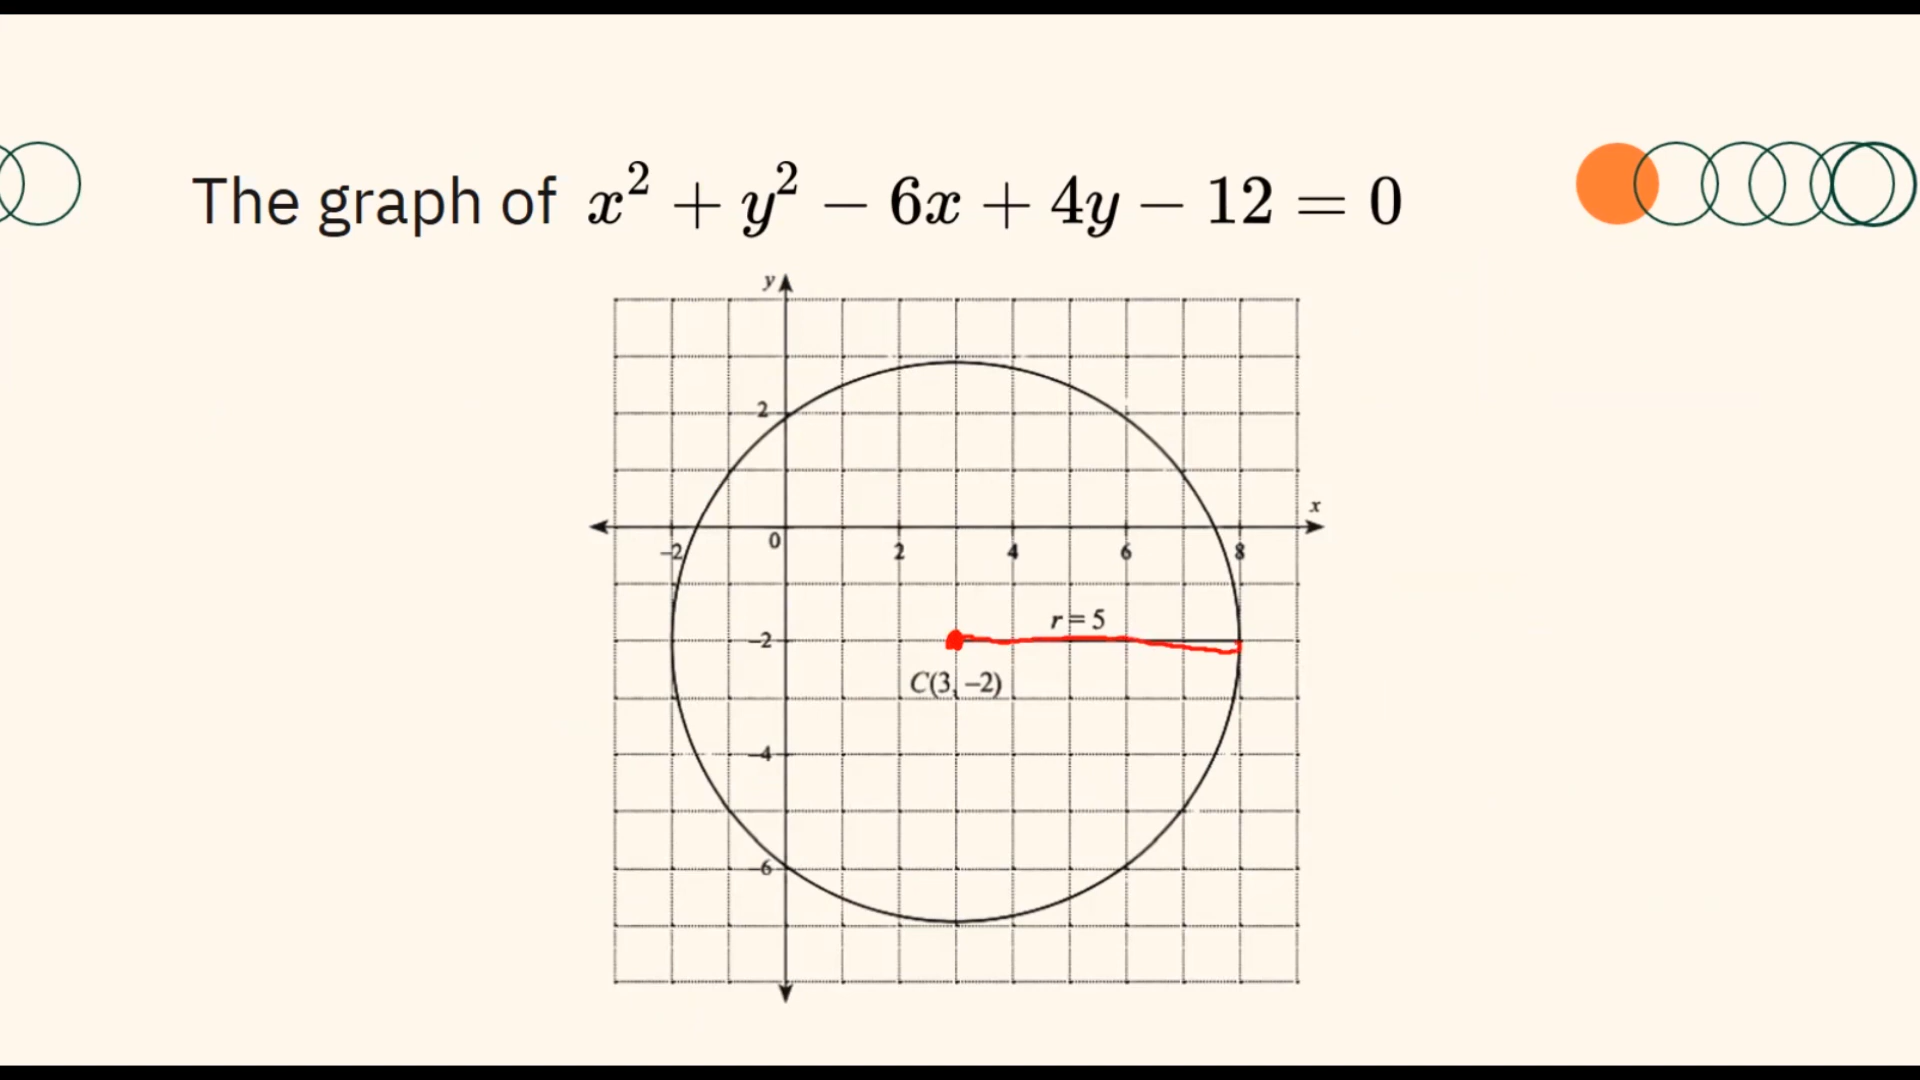 The graph of x² + y² − 6x + 4y − 12 = 0
y
2
x
−2 0 2 4 6 8
r = 5
−2
C(3, −2)
−4
−6